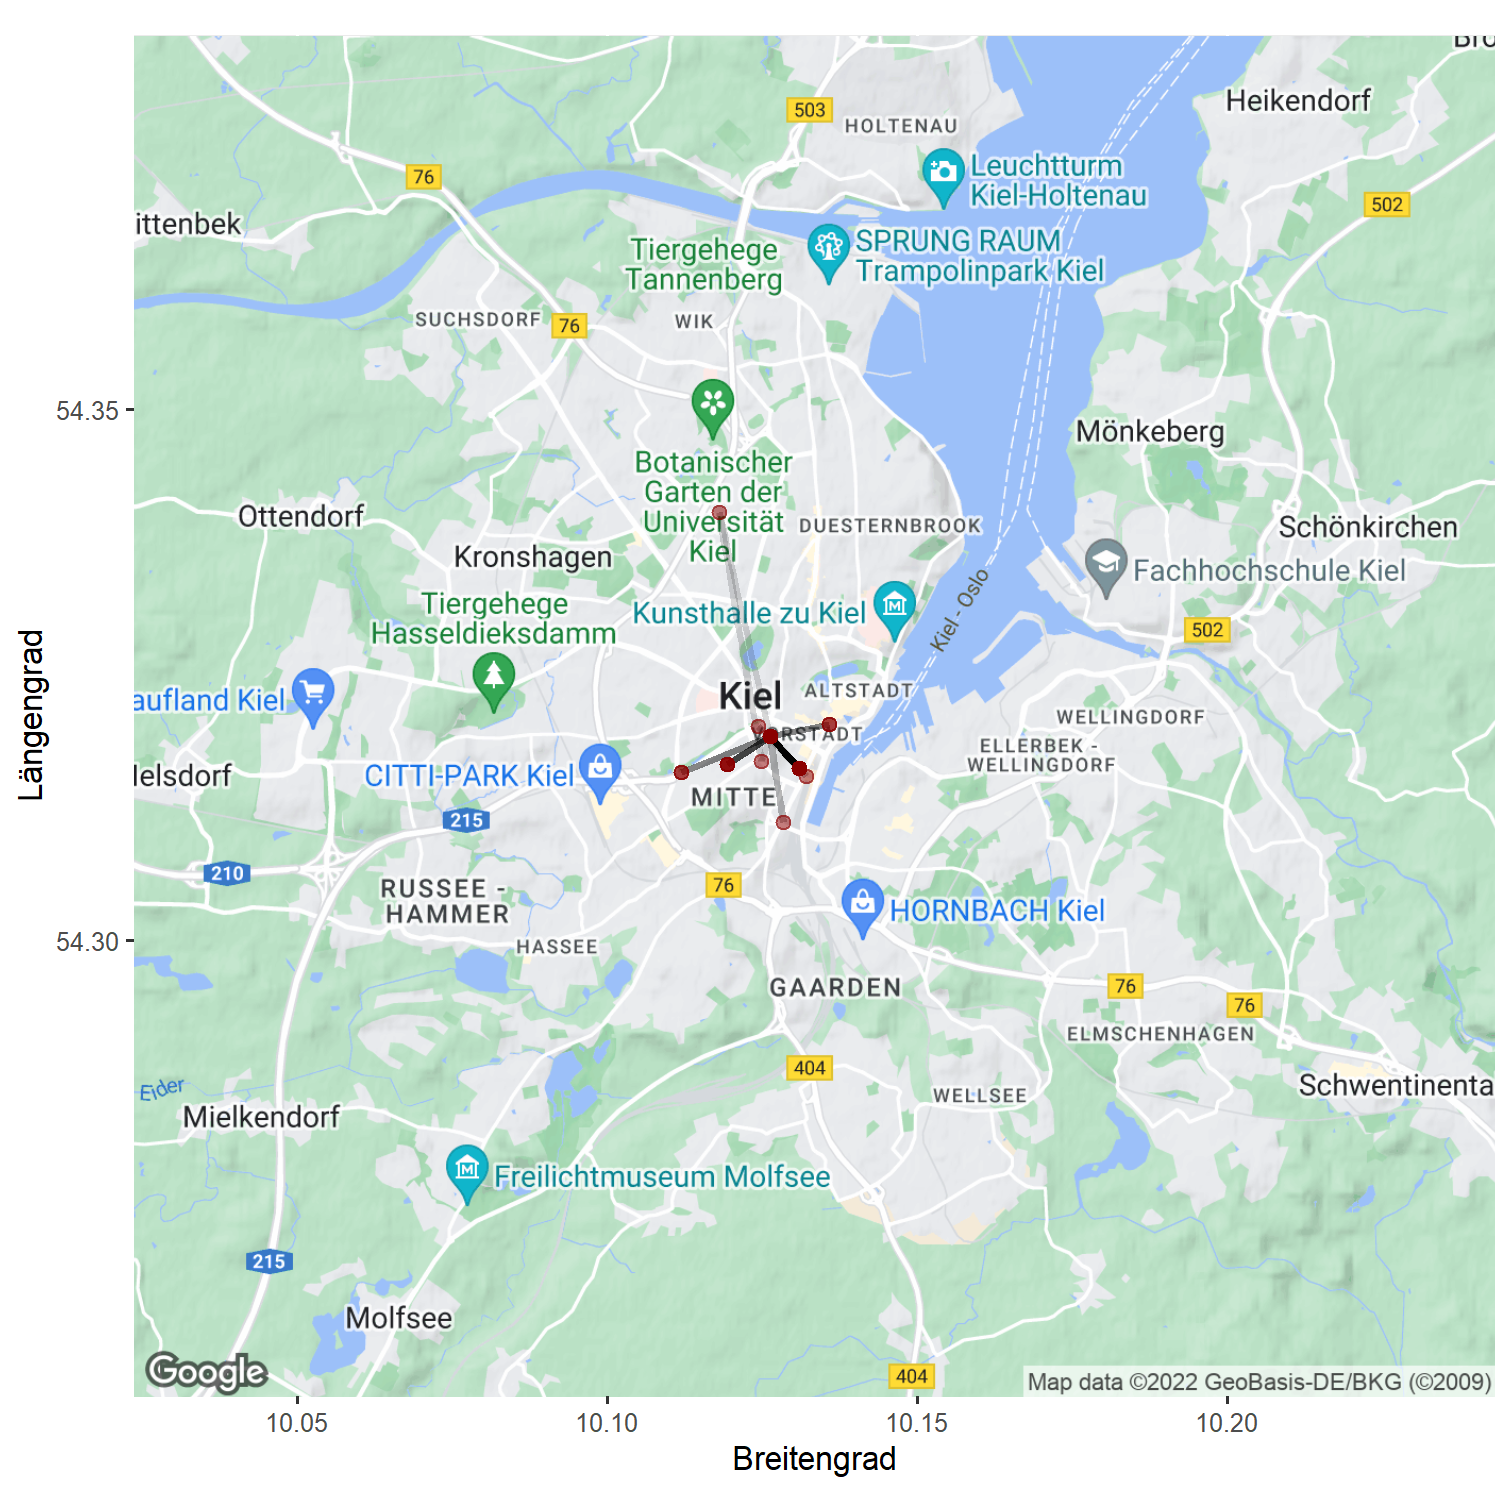 Bro
Heikendorf
503
HOLTENAU
76
Leuchtturm
Kiel-Holtenau
502
ittenbek
Tiergehege
Tannenberg
SPRUNG RAUM
Trampolinpark Kiel
SUCHSDORF
76
WIK
54.35
Mönkeberg
Botanischer
Garten der
Universität
Kiel
Ottendorf
DUESTERNBROOK
Schönkirchen
Kronshagen
Fachhochschule Kiel
Tiergehege
Hasseldieksdamm
Kunsthalle zu Kiel
Kiel - Oslo
502
aufland Kiel
Kiel
ALTSTADT
WELLINGDORF
VORSTADT
ELLERBEK -
WELLINGDORF
CITTI-PARK Kiel
MITTE
215
210
RUSSEE -
HAMMER
76
HORNBACH Kiel
54.30
HASSEE
GAARDEN
76
76
ELMSCHENHAGEN
404
Eider
WELLSEE
Schwentinenta
Mielkendorf
Freilichtmuseum Molfsee
215
Molfsee
Google
404
Map data ©2022 GeoBasis-DE/BKG (©2009)
10.05
10.10
10.15
10.20
Breitengrad
Längengrad